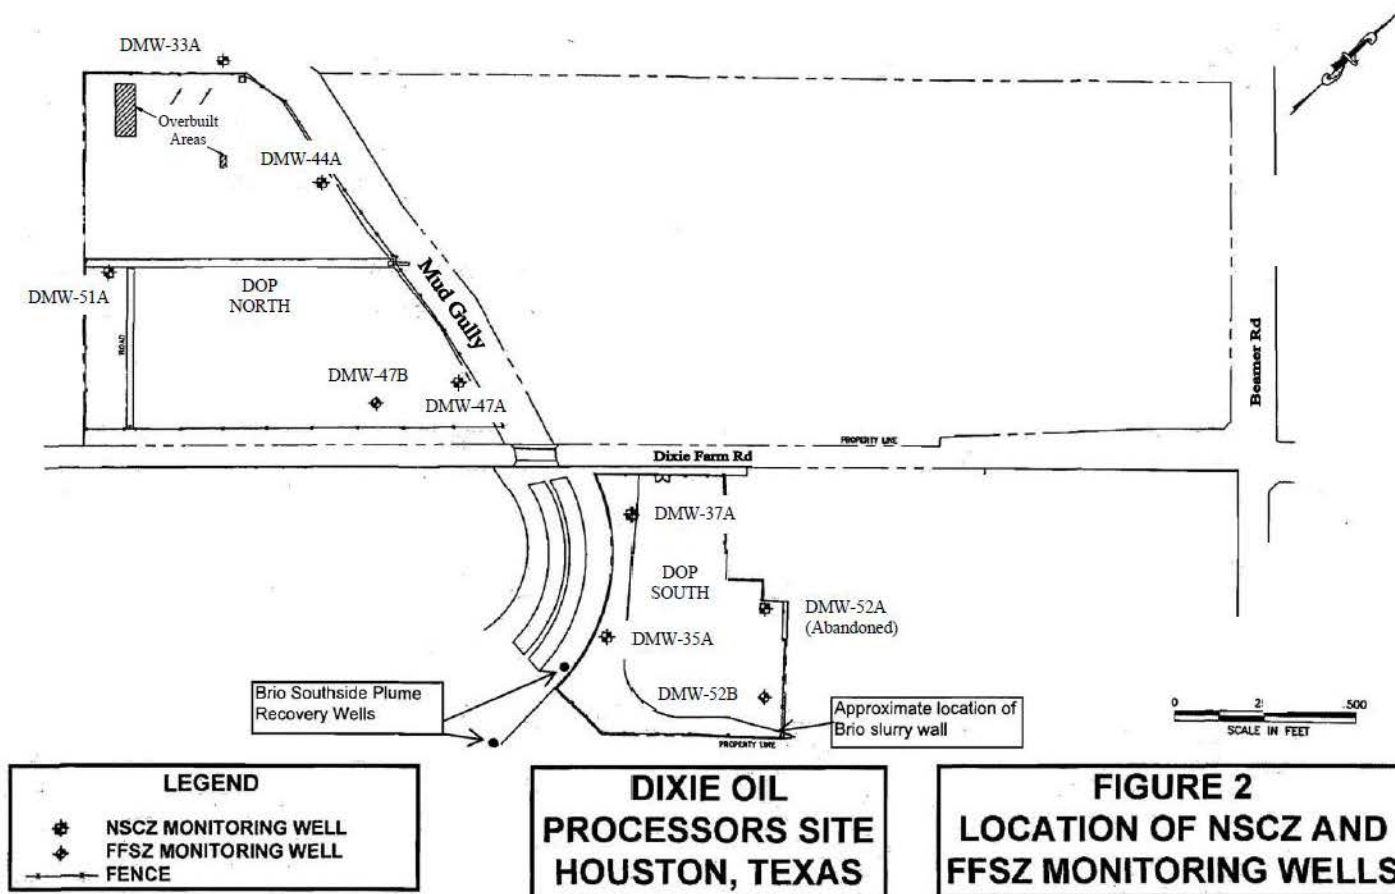 DMW-33A
Overbuilt
Areas
DMW-44A
Mud Gully
DMW-51A
DOP
NORTH
ROAD
DMW-47B
DMW-47A
Beamer Rd
PROPERTY LINE
Dixie Farm Rd
DMW-37A
DOP
SOUTH
DMW-52A
(Abandoned)
DMW-35A
DMW-52B
Brio Southside Plume
Recovery Wells
Approximate location of
Brio slurry wall
PROPERTY LINE
0 2 500
SCALE IN FEET
LEGEND
NSCZ MONITORING WELL
FFSZ MONITORING WELL
FENCE
DIXIE OIL
PROCESSORS SITE
HOUSTON, TEXAS
FIGURE 2
LOCATION OF NSCZ AND
FFSZ MONITORING WELLS